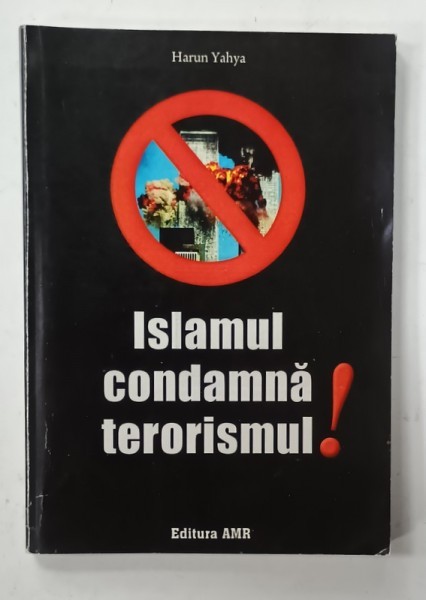 Harun Yahya
Islamul
condamnă
terorismul!
Editura AMR